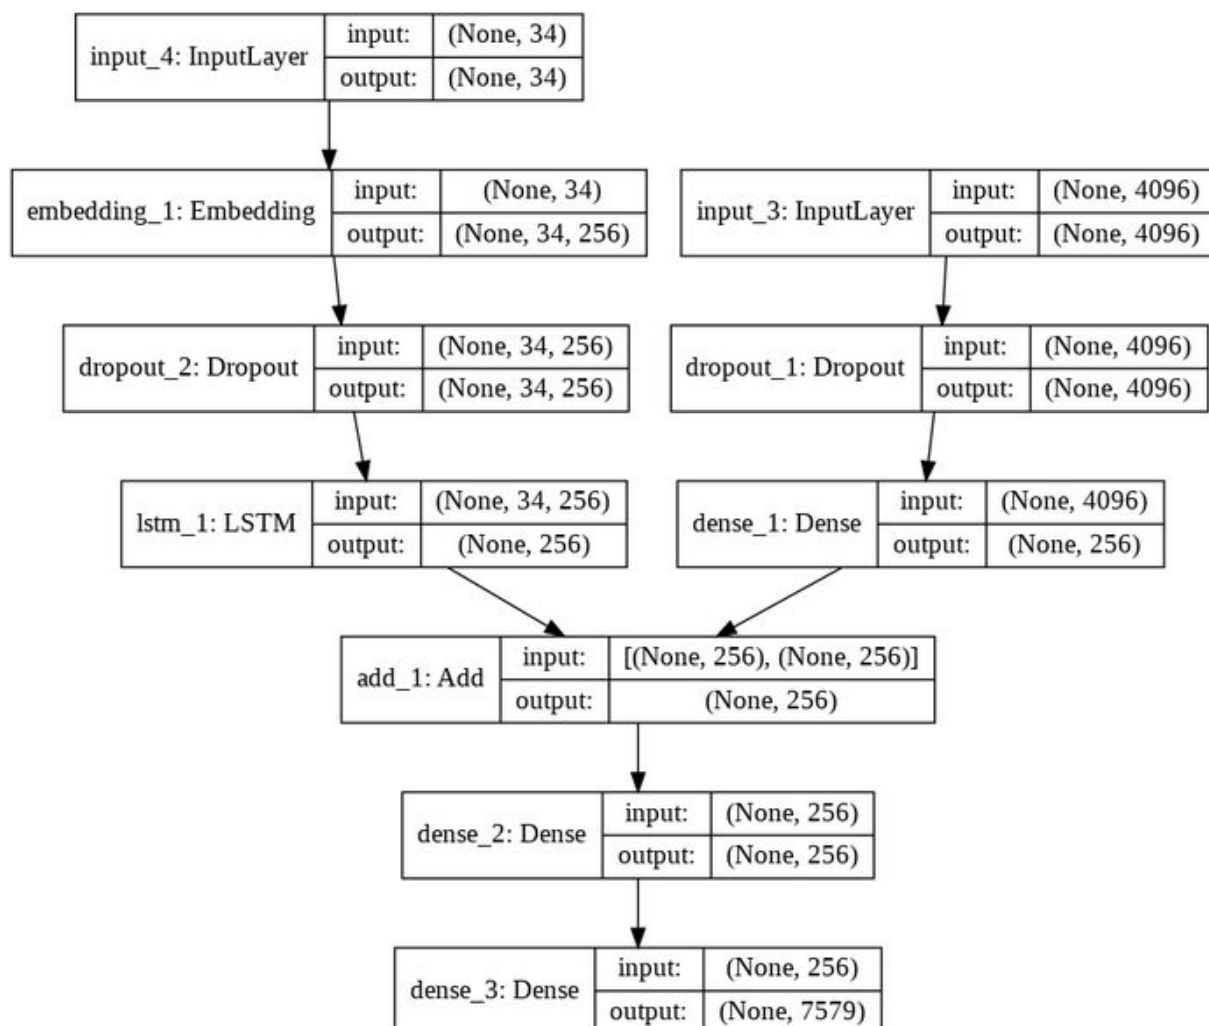 input_4: InputLayer
input: (None, 34)
output: (None, 34)
embedding_1: Embedding
input: (None, 34)
output: (None, 34, 256)
input_3: InputLayer
input: (None, 4096)
output: (None, 4096)
dropout_2: Dropout
input: (None, 34, 256)
output: (None, 34, 256)
dropout_1: Dropout
input: (None, 4096)
output: (None, 4096)
lstm_1: LSTM
input: (None, 34, 256)
output: (None, 256)
dense_1: Dense
input: (None, 4096)
output: (None, 256)
add_1: Add
input: [(None, 256), (None, 256)]
output: (None, 256)
dense_2: Dense
input: (None, 256)
output: (None, 256)
dense_3: Dense
input: (None, 256)
output: (None, 7579)